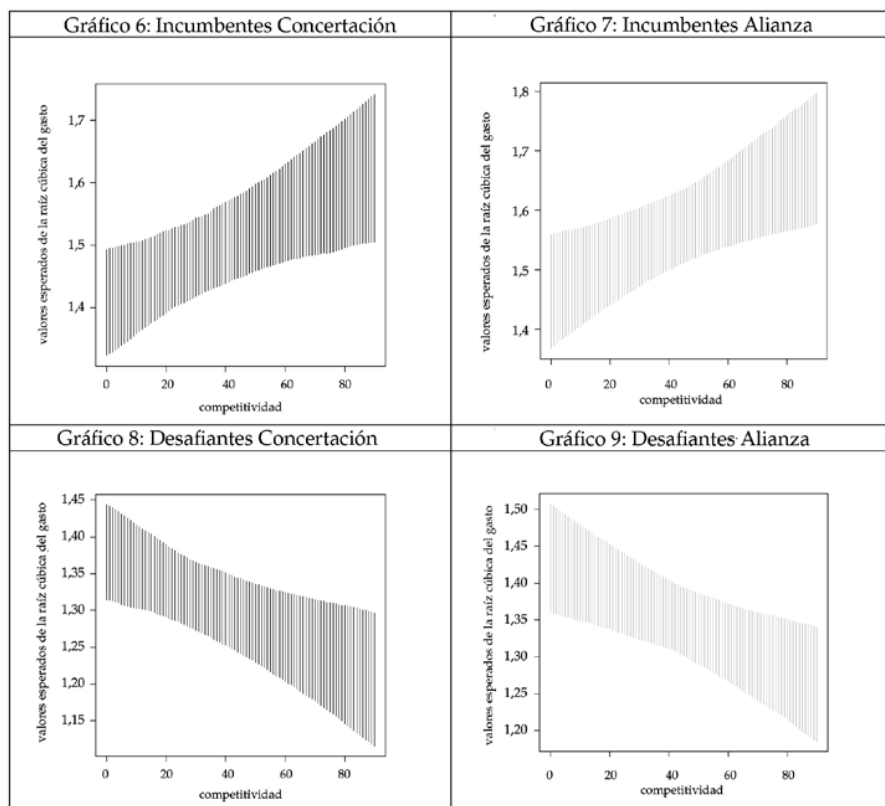 Gráfico 6: Incumbentes Concertación
Gráfico 7: Incumbentes Alianza
valores esperados de la raíz cúbica del gasto
1,7
1,6
1,5
1,4
0 20 40 60 80
competitividad
valores esperados de la raíz cúbica del gasto
1,8
1,7
1,6
1,5
1,4
0 20 40 60 80
competitividad
Gráfico 8: Desafiantes Concertación
Gráfico 9: Desafiantes Alianza
valores esperados de la raíz cúbica del gasto
1,45
1,40
1,35
1,30
1,25
1,20
1,15
0 20 40 60 80
competitividad
valores esperados de la raíz cúbica del gasto
1,50
1,45
1,40
1,35
1,30
1,25
1,20
0 20 40 60 80
competitividad